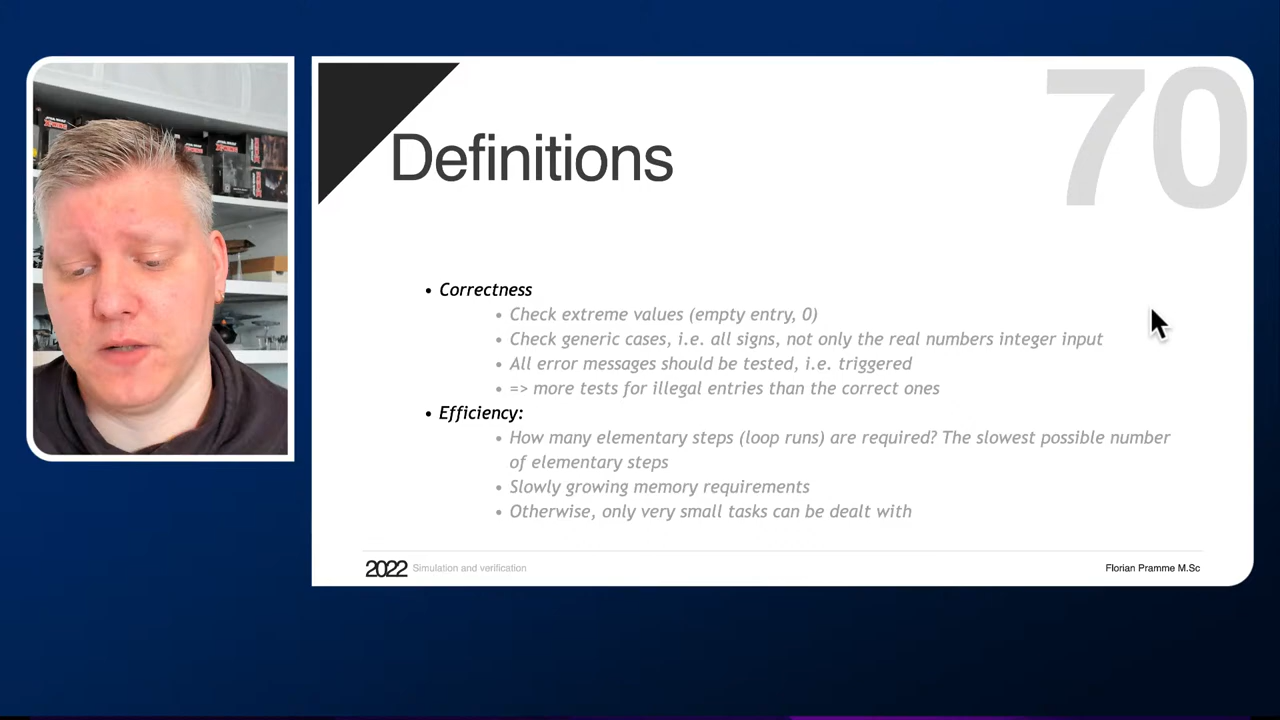 70
Definitions
• Correctness
• Check extreme values (empty entry, 0)
• Check generic cases, i.e. all signs, not only the real numbers integer input
• All error messages should be tested, i.e. triggered
• => more tests for illegal entries than the correct ones
• Efficiency:
• How many elementary steps (loop runs) are required? The slowest possible number
of elementary steps
• Slowly growing memory requirements
• Otherwise, only very small tasks can be dealt with
2022 Simulation and verification
Florian Pramme M.Sc